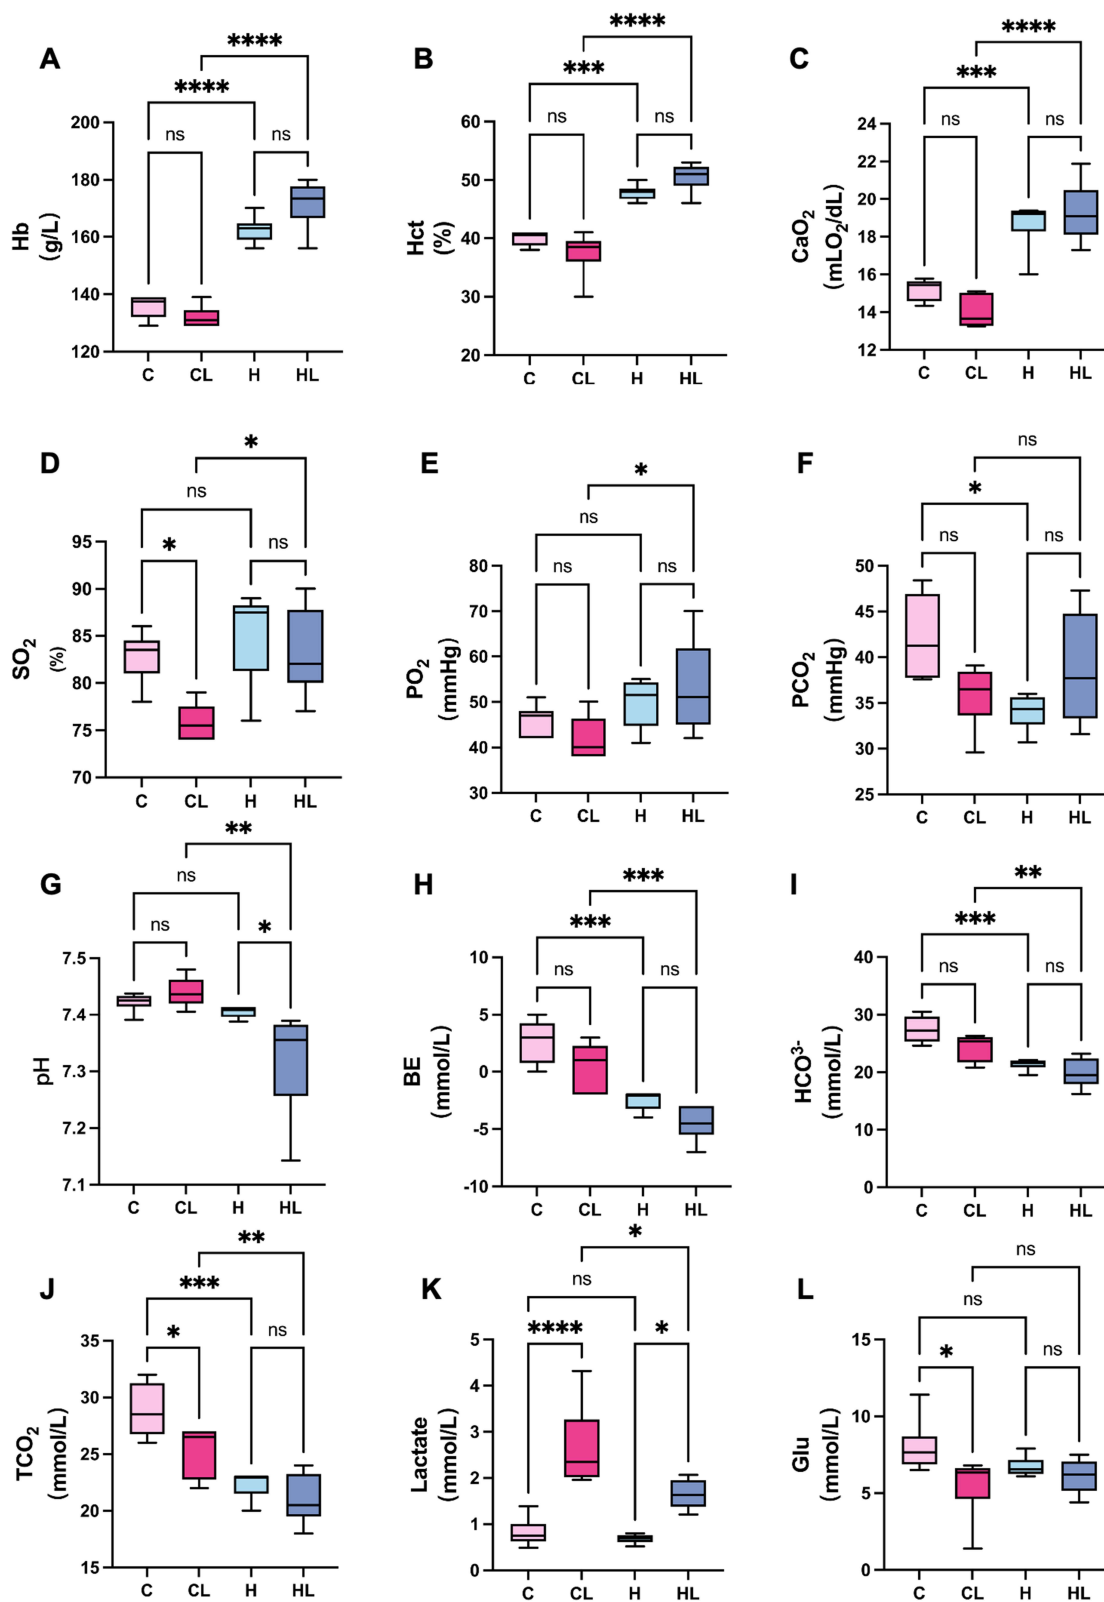 A
****
****
ns
ns
Hb
(g/L)
200
180
160
140
120
C CL H HL
B
****
***
ns
ns
Hct
(%)
60
50
40
30
20
C CL H HL
C
****
***
ns
ns
CaO2
(mLO2/dL)
24
22
20
18
16
14
12
C CL H HL
D
*
ns
*
ns
SO2
(%)
95
90
85
80
75
70
C CL H HL
E
*
ns
ns
ns
PO2
(mmHg)
80
70
60
50
40
30
C CL H HL
F
ns
*
ns
ns
PCO2
(mmHg)
50
45
40
35
30
25
C CL H HL
G
**
ns
ns
*
pH
7.5
7.4
7.3
7.2
7.1
C CL H HL
H
***
***
ns
ns
BE
(mmol/L)
10
5
0
-5
-10
C CL H HL
I
**
***
ns
ns
HCO3-
(mmol/L)
40
30
20
10
0
C CL H HL
J
**
***
*
ns
TCO2
(mmol/L)
35
30
25
20
15
C CL H HL
K
*
ns
****
*
Lactate
(mmol/L)
5
4
3
2
1
0
C CL H HL
L
ns
ns
*
ns
Glu
(mmol/L)
15
10
5
0
C CL H HL